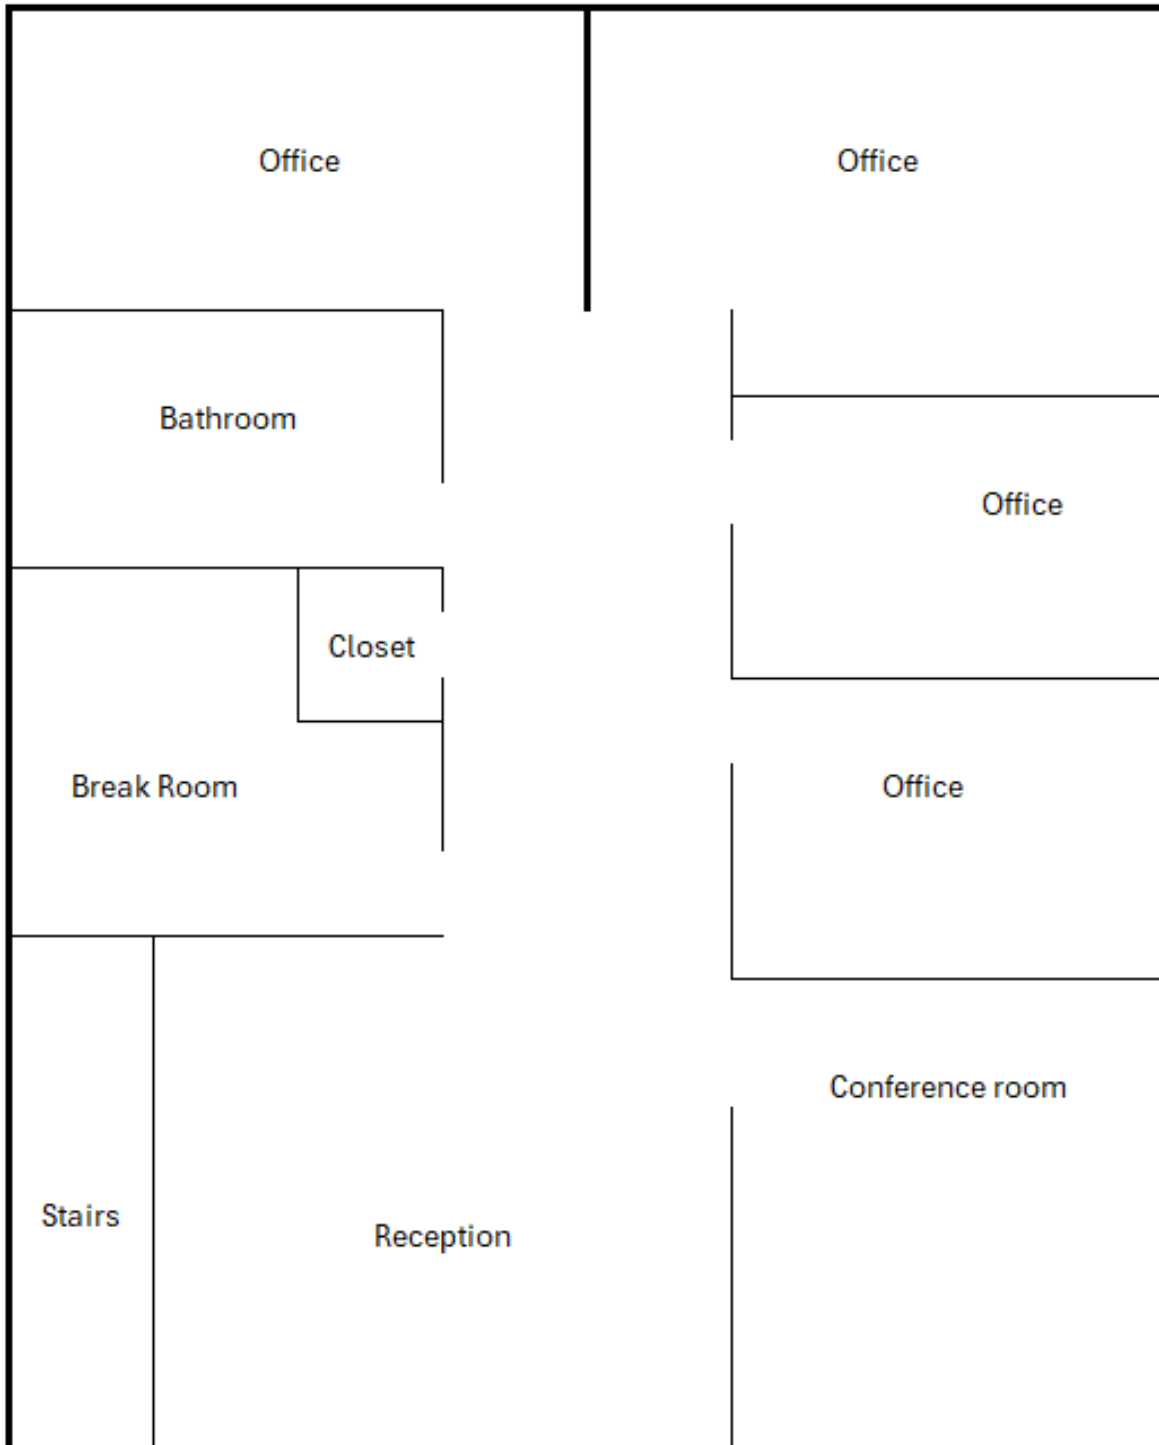 Office
Office
Bathroom
Office
Closet
Break Room
Office
Conference room
Stairs
Reception